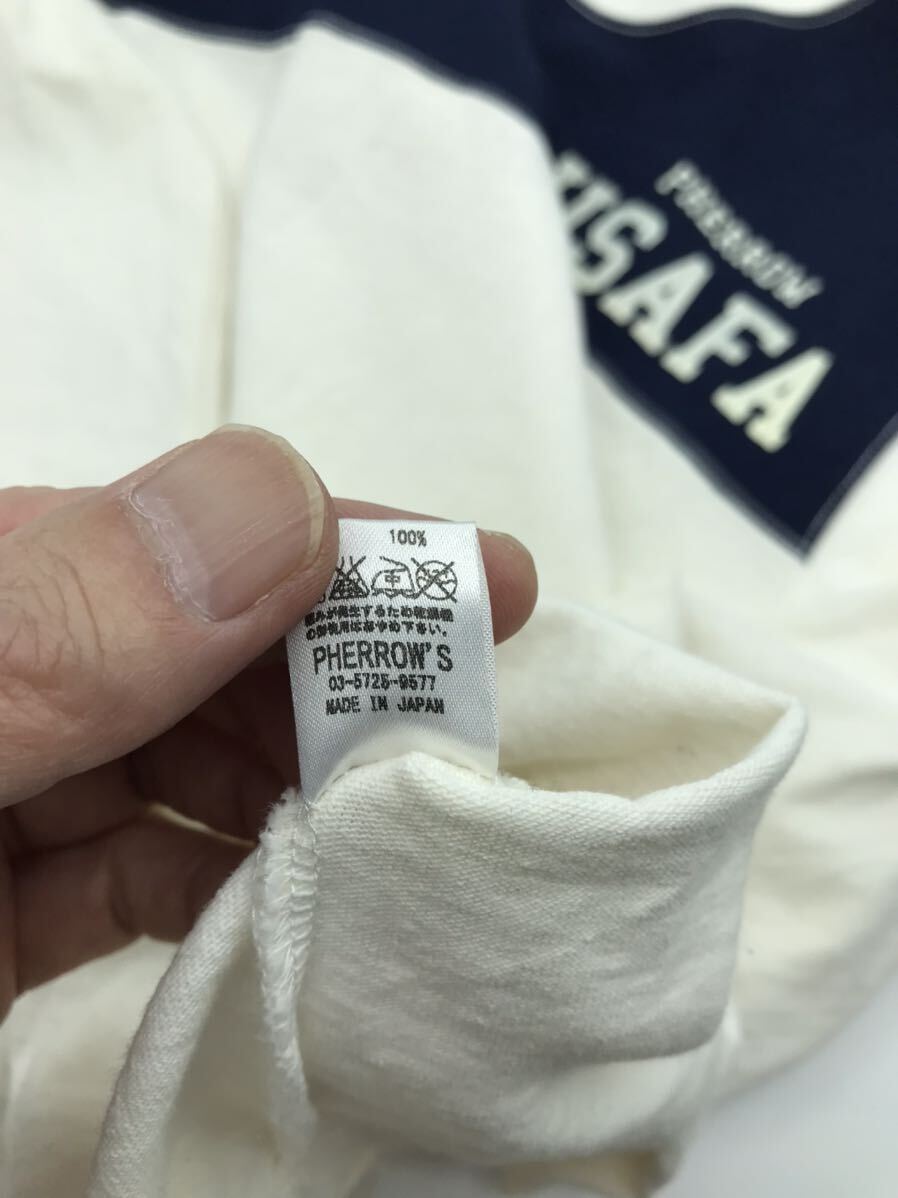 PHERROW
USAFA
100%
縮みが発生するため乾燥機
の御使用はおやめ下さい。
PHERROW'S
03-5725-9577
MADE IN JAPAN